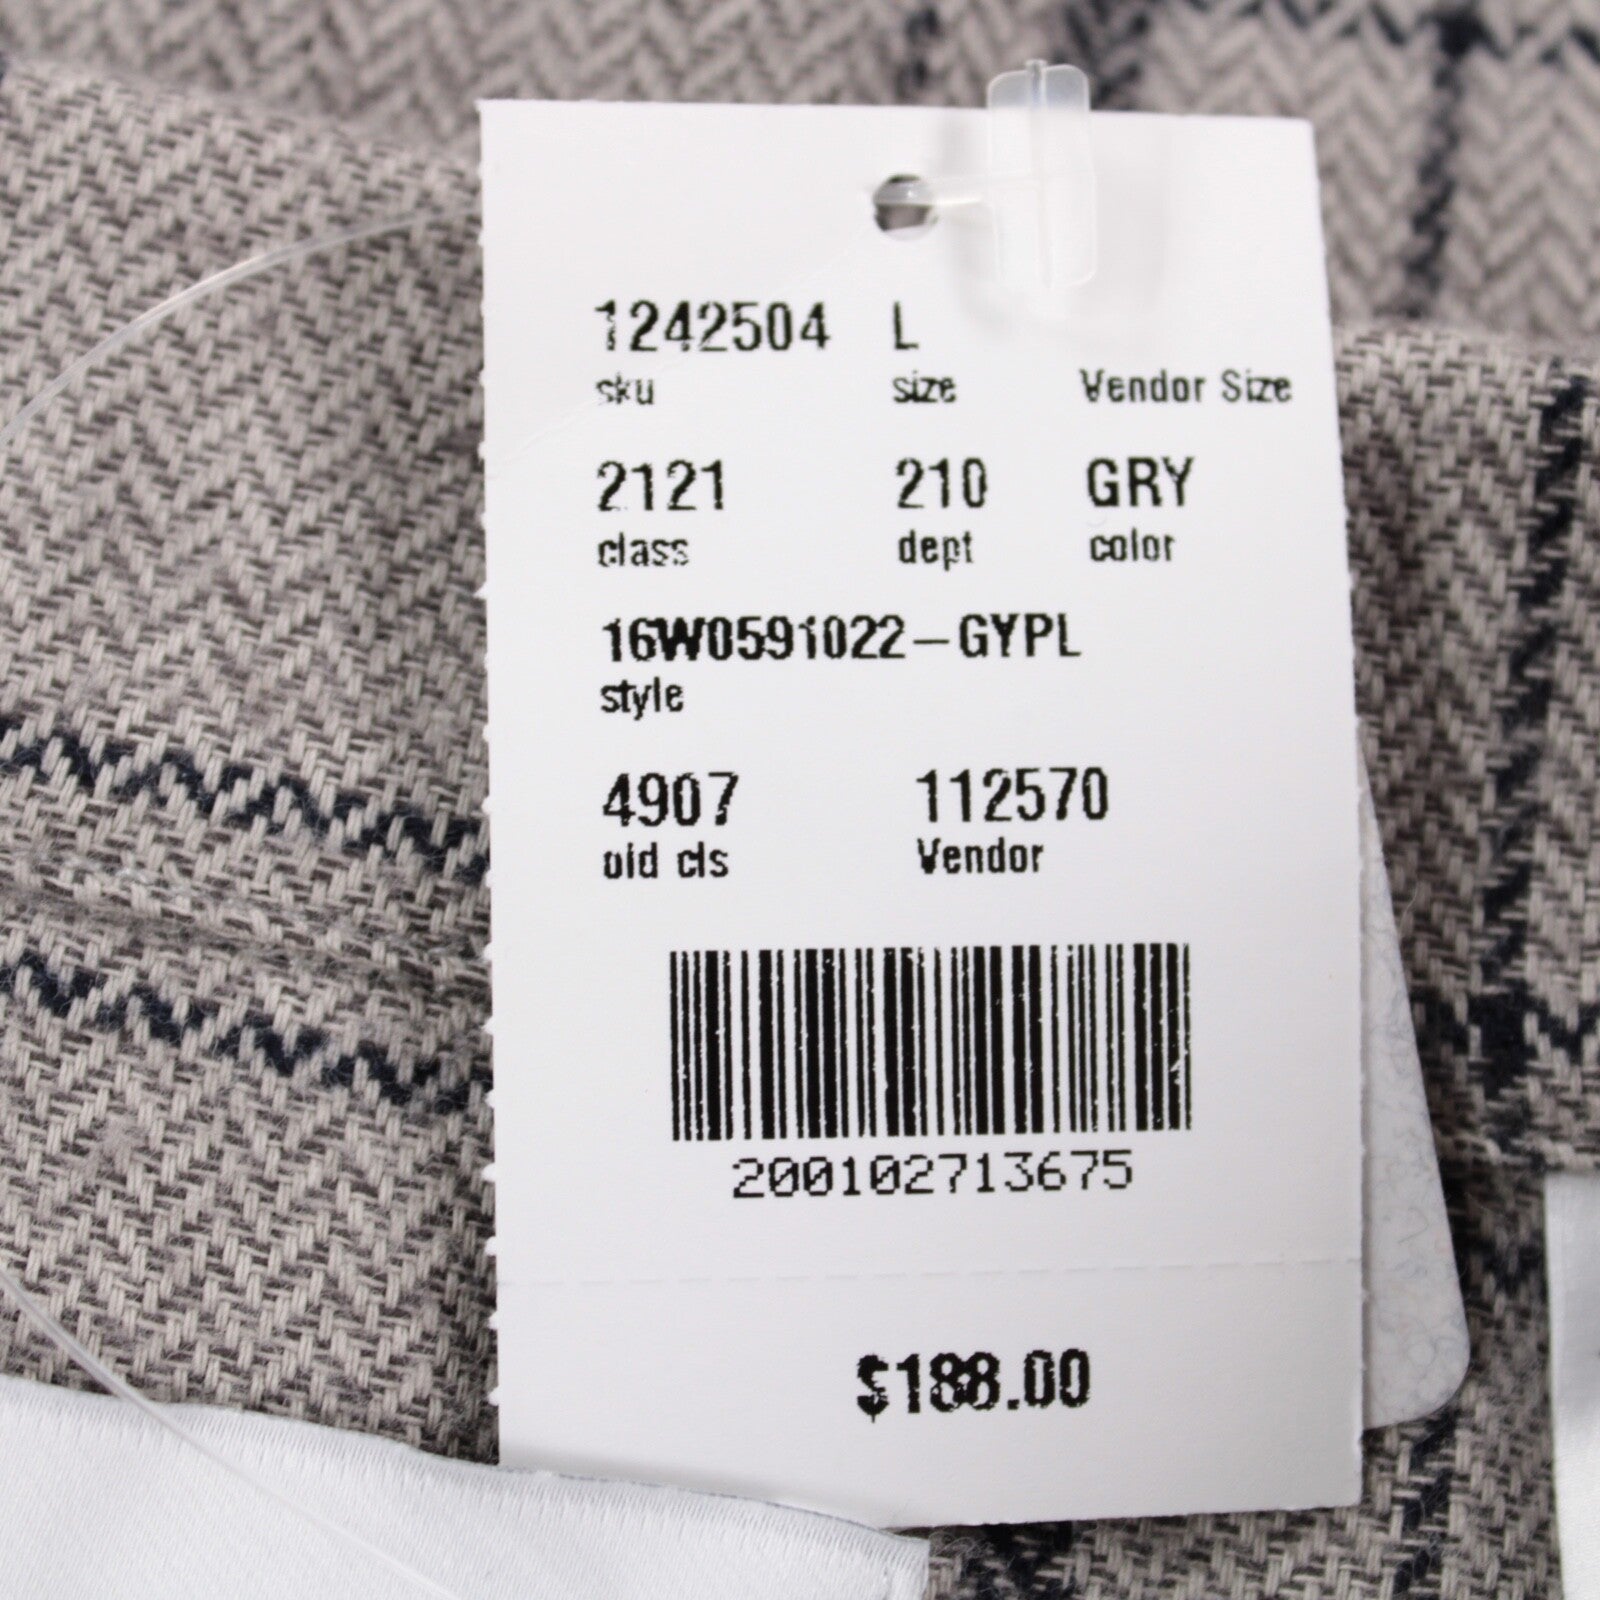 1242504 L
sku size Vendor Size
2121 210 GRY
class dept color
16W0591022-GYPL
style
4907 112570
old cls Vendor
200102713675
$188.00